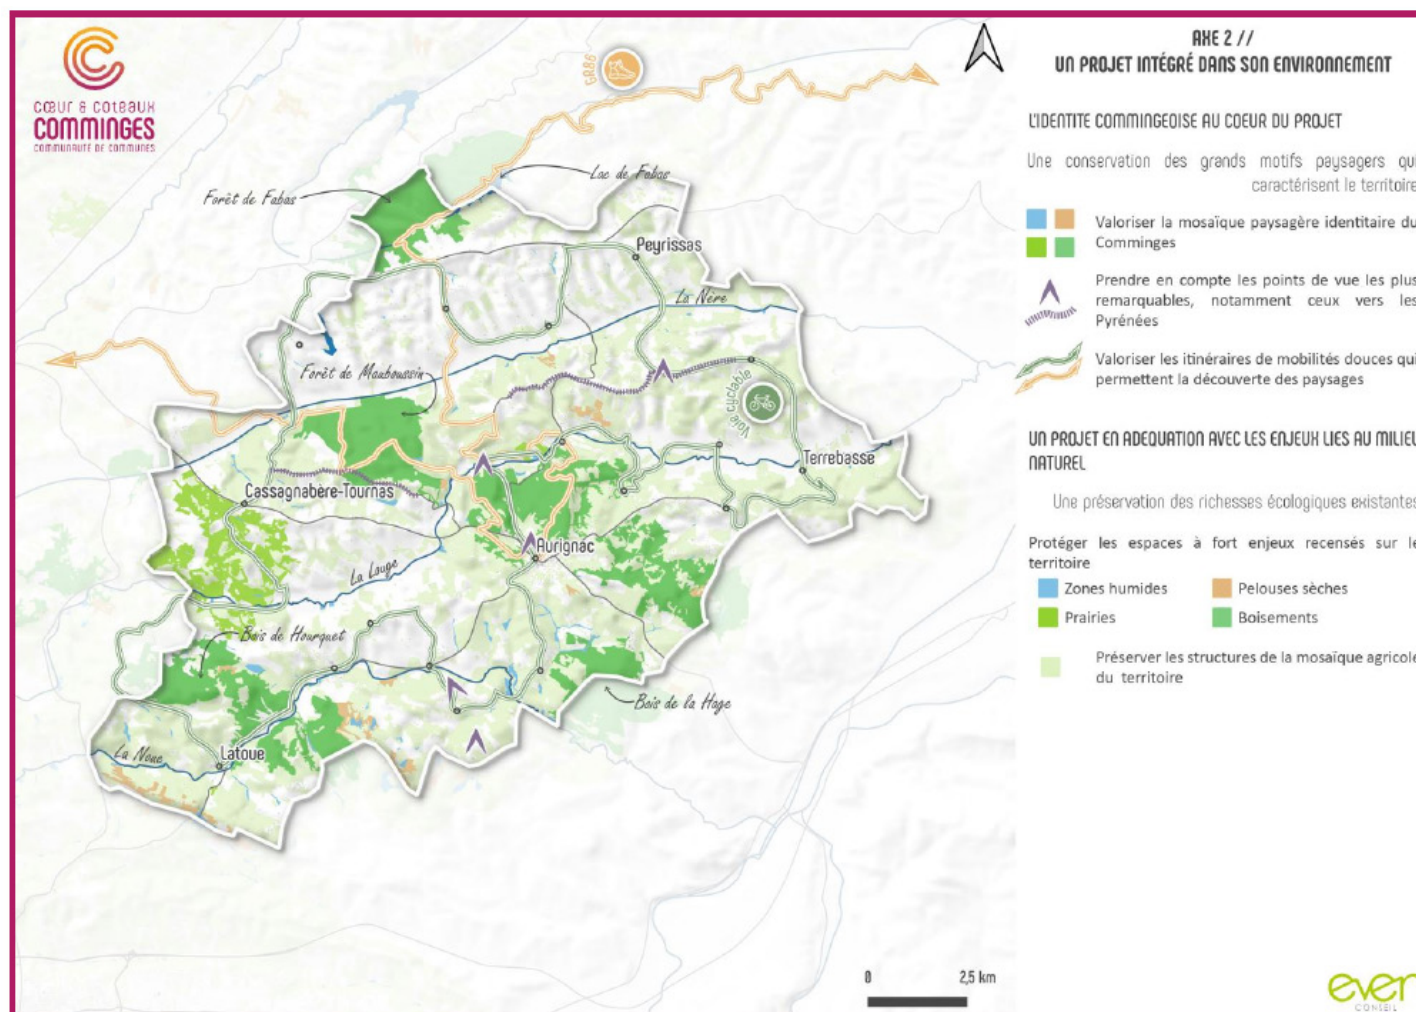 cœur & coteaux
COMMINGES
COMMUNAUTÉ DE COMMUNES
GR86
Forêt de Fabas
Lac de Fabas
Peyrissas
La Nère
Forêt de Mauboussin
Voie cyclable
Terrebasse
Cassagnabère-Tournas
Aurignac
La Louge
Bois de Hourquet
Bois de la Hage
La Noue
Latoue
0 2,5 km
AXE 2 //
UN PROJET INTÉGRÉ DANS SON ENVIRONNEMENT
L'IDENTITE COMMINGEOISE AU COEUR DU PROJET
Une conservation des grands motifs paysagers qui
caractérisent le territoire
Valoriser la mosaïque paysagère identitaire du
Comminges
Prendre en compte les points de vue les plus
remarquables, notamment ceux vers les
Pyrénées
Valoriser les itinéraires de mobilités douces qui
permettent la découverte des paysages
UN PROJET EN ADEQUATION AVEC LES ENJEUX LIES AU MILIEU
NATUREL
Une préservation des richesses écologiques existantes
Protéger les espaces à fort enjeux recensés sur le
territoire
Zones humides Pelouses sèches
Prairies Boisements
Préserver les structures de la mosaïque agricole
du territoire
even
CONSEIL